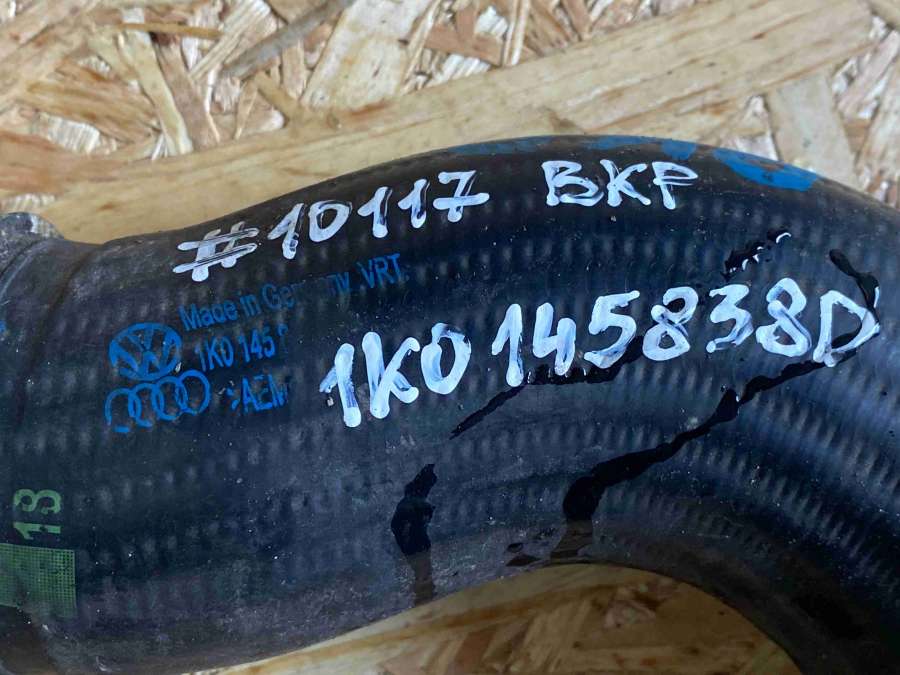 #10117 BKP
Made in Germany. VRT.
1K0 145
1K0 145838D
>AEM
13